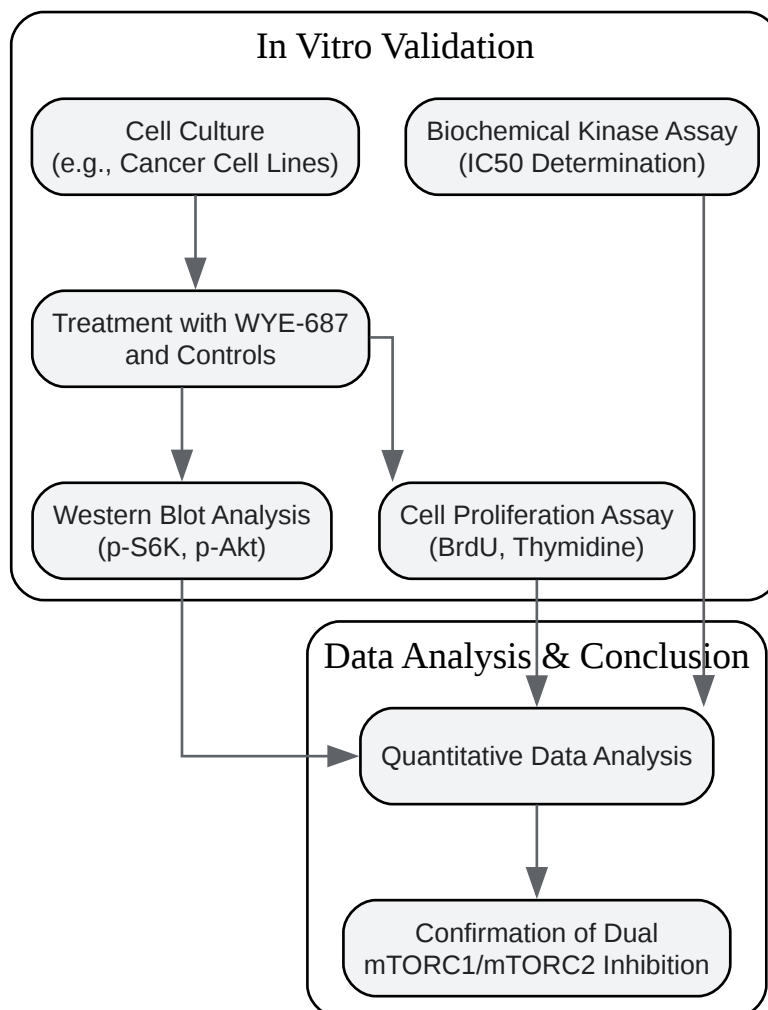 In Vitro Validation
Cell Culture
(e.g., Cancer Cell Lines)
Biochemical Kinase Assay
(IC50 Determination)
Treatment with WYE-687
and Controls
Western Blot Analysis
(p-S6K, p-Akt)
Cell Proliferation Assay
(BrdU, Thymidine)
Data Analysis & Conclusion
Quantitative Data Analysis
Confirmation of Dual
mTORC1/mTORC2 Inhibition